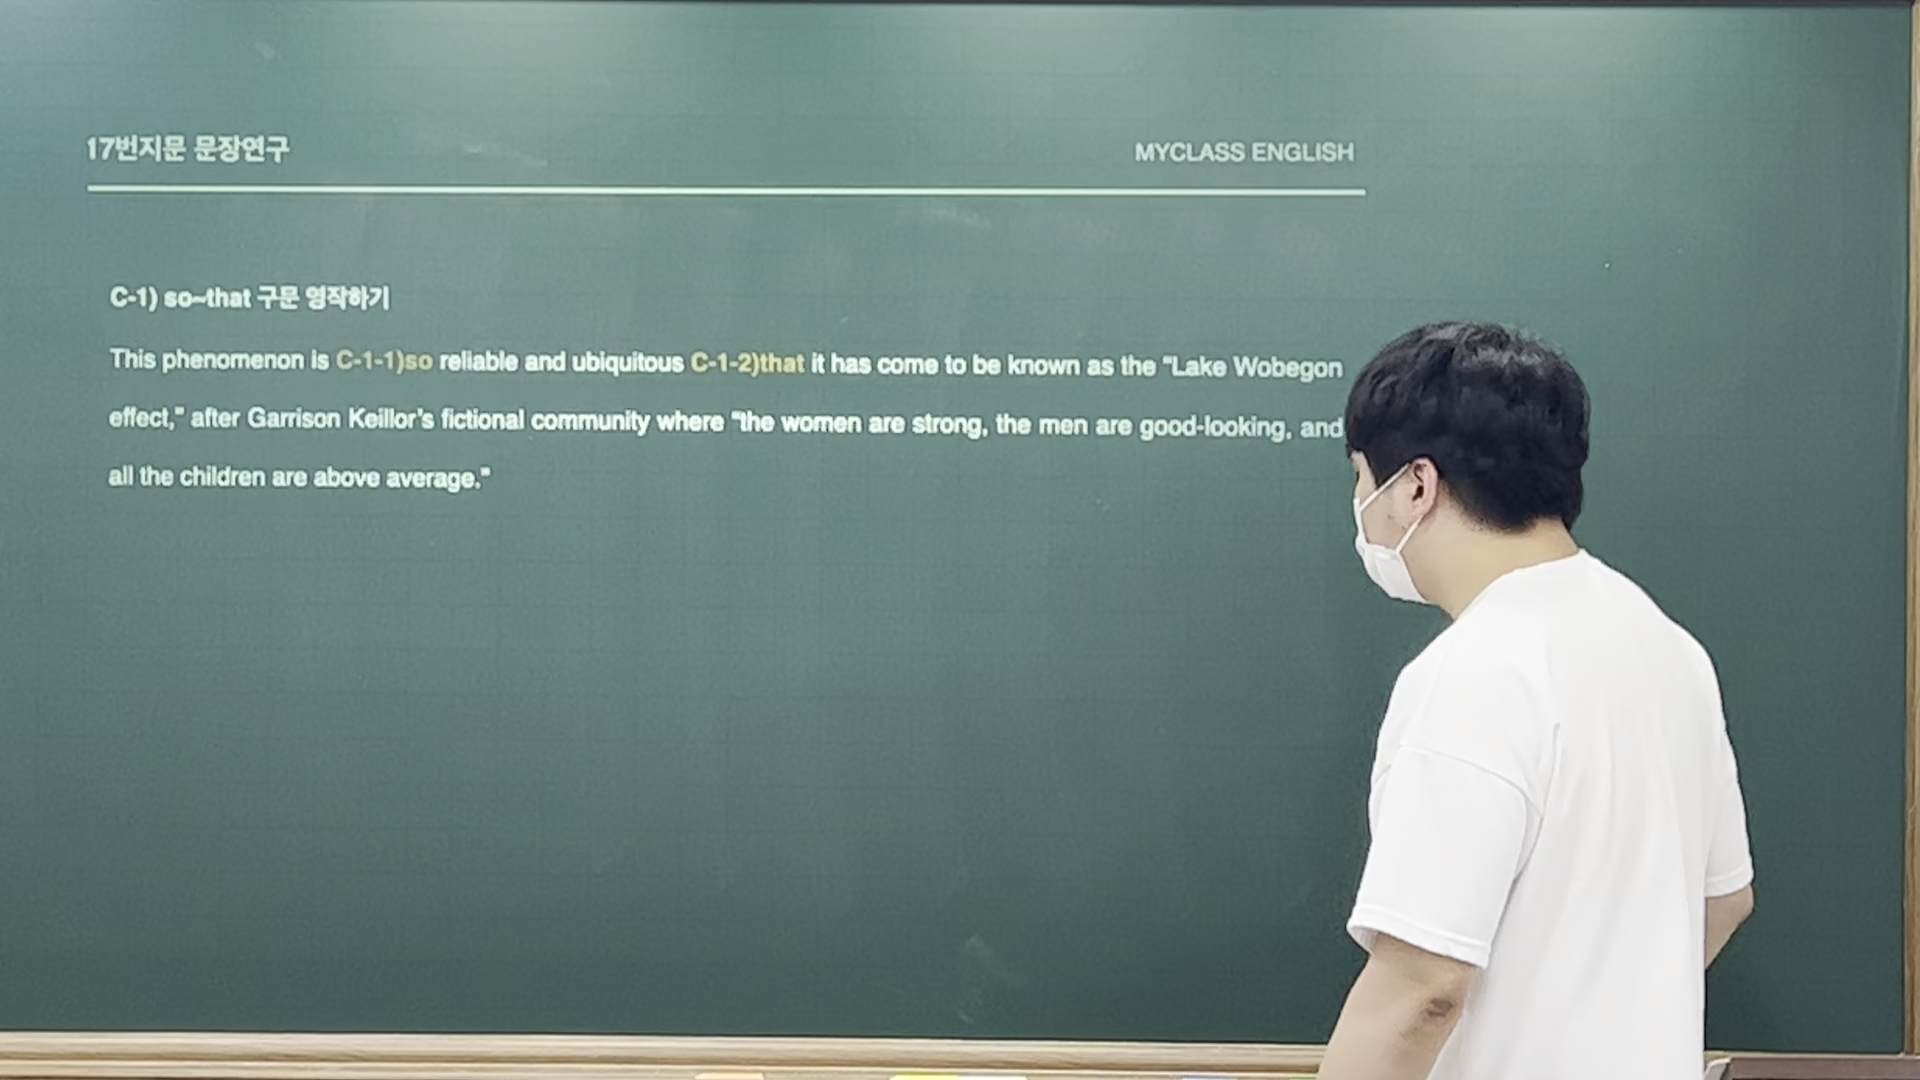 17번지문 문장연구
MYCLASS ENGLISH
C-1) so~that 구문 영작하기
This phenomenon is C-1-1)so reliable and ubiquitous C-1-2)that it has come to be known as the “Lake Wobegon
effect,” after Garrison Keillor’s fictional community where “the women are strong, the men are good-looking, and
all the children are above average.”